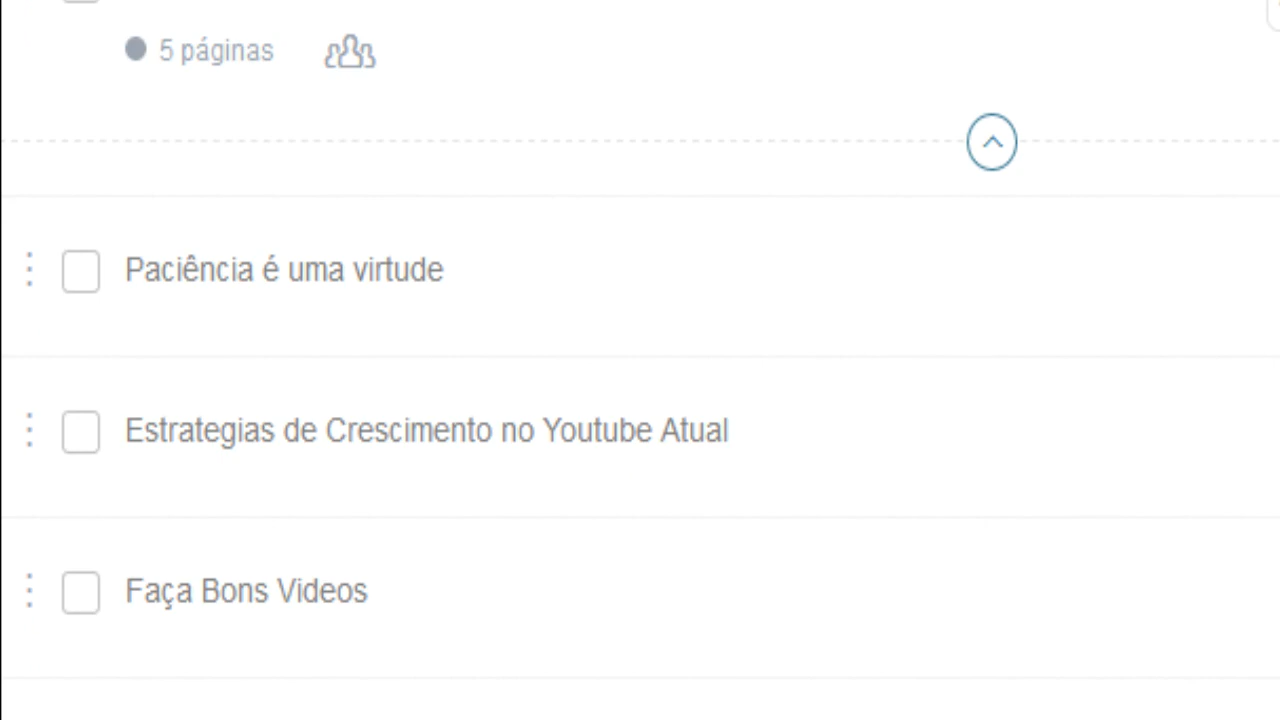 5 páginas
Paciência é uma virtude
Estrategias de Crescimento no Youtube Atual
Faça Bons Videos